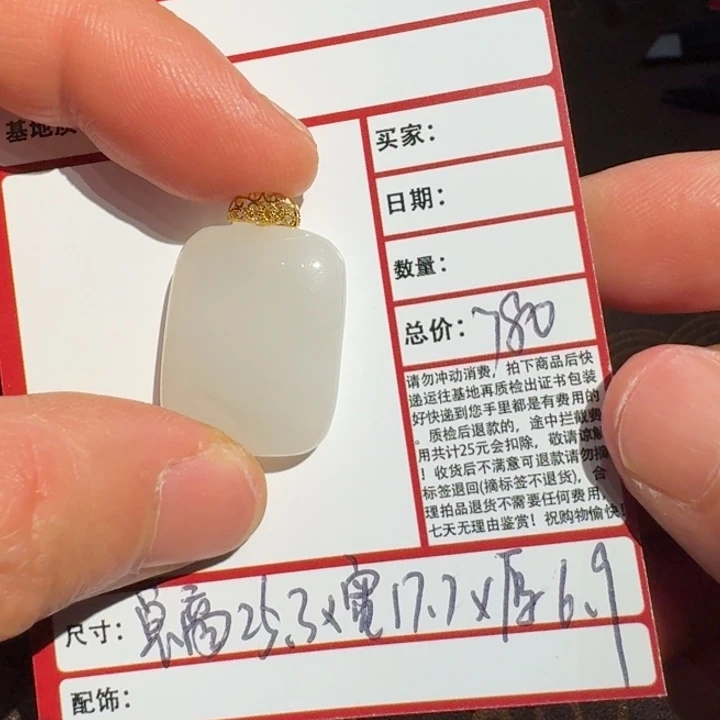 基地质
买家：
日期：
数量：
总价：780
请勿冲动消费，拍下商品后快
递运往基地再质检出证书包装
好快递到您手里都是有费用的
。质检后退款的，途中拦截费
用共计25元会扣除，敬请谅解
！收货后不满意可退款请勿摘
标签退回(摘标签不退货)，合
理拍品退货不需要任何费用，
七天无理由鉴赏！祝购物愉快！
尺寸：总高25.3×宽17.7×厚6.9
配饰：